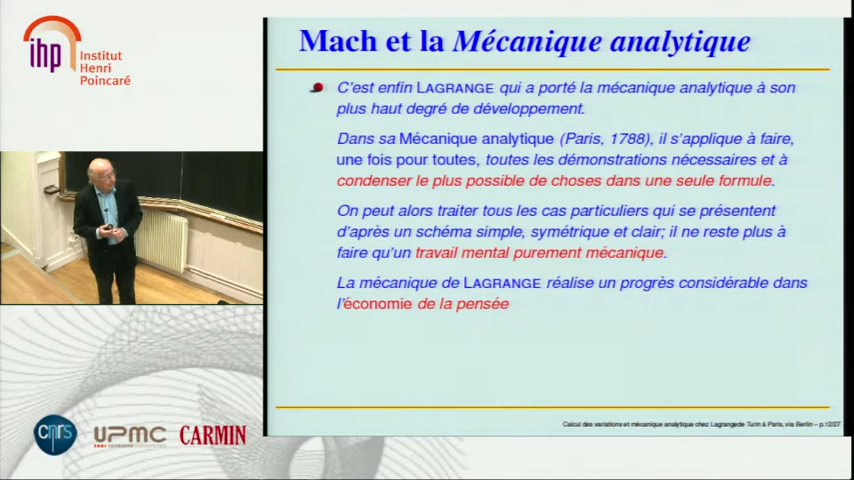 ihp
Institut
Henri
Poincaré
Mach et la Mécanique analytique
C'est enfin LAGRANGE qui a porté la mécanique analytique à son
plus haut degré de développement.
Dans sa Mécanique analytique (Paris, 1788), il s'applique à faire,
une fois pour toutes, toutes les démonstrations nécessaires et à
condenser le plus possible de choses dans une seule formule.
On peut alors traiter tous les cas particuliers qui se présentent
d'après un schéma simple, symétrique et clair; il ne reste plus à
faire qu'un travail mental purement mécanique.
La mécanique de LAGRANGE réalise un progrès considérable dans
l'économie de la pensée
Calcul des variations et mécanique analytique chez Lagrangede Turin à Paris, via Berlin – p.12/27
cnrs
UPMC
CARMIN